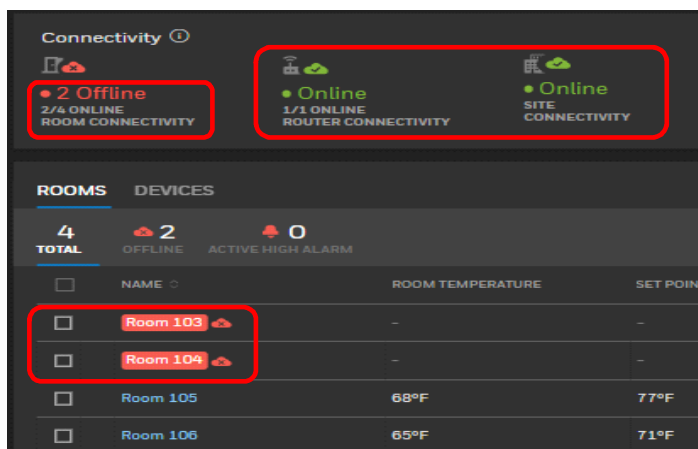 Connectivity
2 Offline
2/4 ONLINE
ROOM CONNECTIVITY
Online
1/1 ONLINE
ROUTER CONNECTIVITY
Online
SITE
CONNECTIVITY
ROOMS DEVICES
4 2 0
TOTAL OFFLINE ACTIVE HIGH ALARM
NAME ROOM TEMPERATURE SET POIN
Room 103 - -
Room 104 - -
Room 105 68°F 77°F
Room 106 65°F 71°F